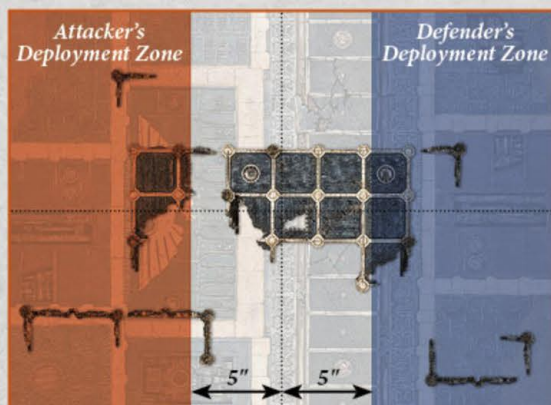 Attacker's
Deployment Zone
Defender's
Deployment Zone
5"
5"